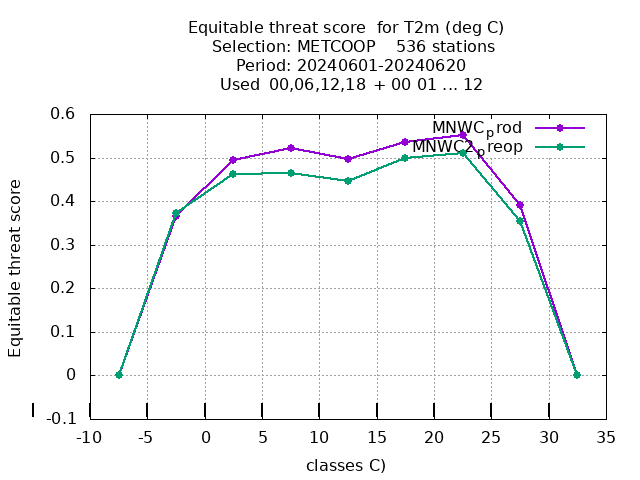 Equitable threat score  for T2m (deg C)
Selection: METCOOP    536 stations
Period: 20240601-20240620
Used  00,06,12,18 + 00 01 ... 12
0.6
0.5
0.4
0.3
0.2
0.1
0
-0.1
Equitable threat score
MNWC_prod
MNWC2_preop
-10 -5 0 5 10 15 20 25 30 35
classes C)